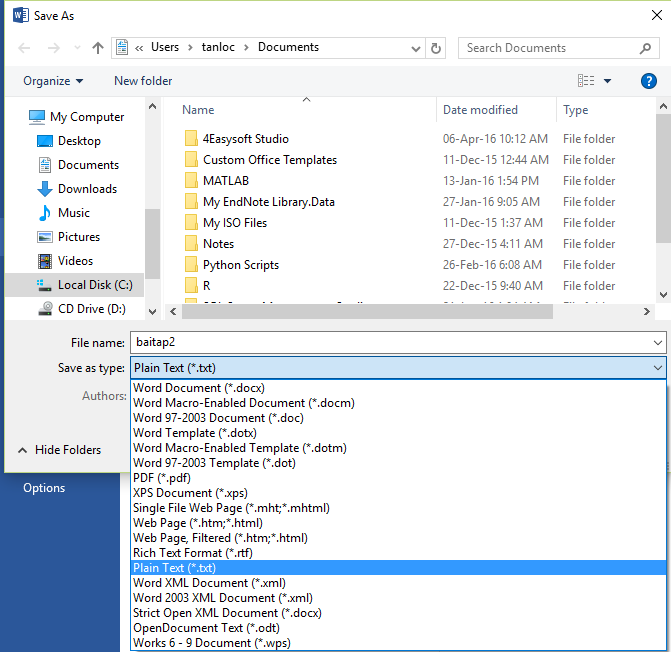 Save As
« Users › tanloc › Documents
Search Documents
Organize
New folder
?
My Computer
Desktop
Documents
Downloads
Music
Pictures
Videos
Local Disk (C:)
CD Drive (D:)
Name Date modified Type
4Easysoft Studio 06-Apr-16 10:12 AM File folder
Custom Office Templates 11-Dec-15 12:44 AM File folder
MATLAB 13-Jan-16 1:54 PM File folder
My EndNote Library.Data 27-Jan-16 9:05 AM File folder
My ISO Files 11-Dec-15 1:37 AM File folder
Notes 27-Dec-15 4:11 AM File folder
Python Scripts 26-Feb-16 6:08 AM File folder
R 22-Dec-15 9:40 AM File folder
File name: baitap2
Save as type: Plain Text (*.txt)
Authors:
Word Document (*.docx)
Word Macro-Enabled Document (*.docm)
Word 97-2003 Document (*.doc)
Word Template (*.dotx)
Word Macro-Enabled Template (*.dotm)
Word 97-2003 Template (*.dot)
PDF (*.pdf)
XPS Document (*.xps)
Single File Web Page (*.mht;*.mhtml)
Web Page (*.htm;*.html)
Web Page, Filtered (*.htm;*.html)
Rich Text Format (*.rtf)
Plain Text (*.txt)
Word XML Document (*.xml)
Word 2003 XML Document (*.xml)
Strict Open XML Document (*.docx)
OpenDocument Text (*.odt)
Works 6 - 9 Document (*.wps)
Hide Folders
Options